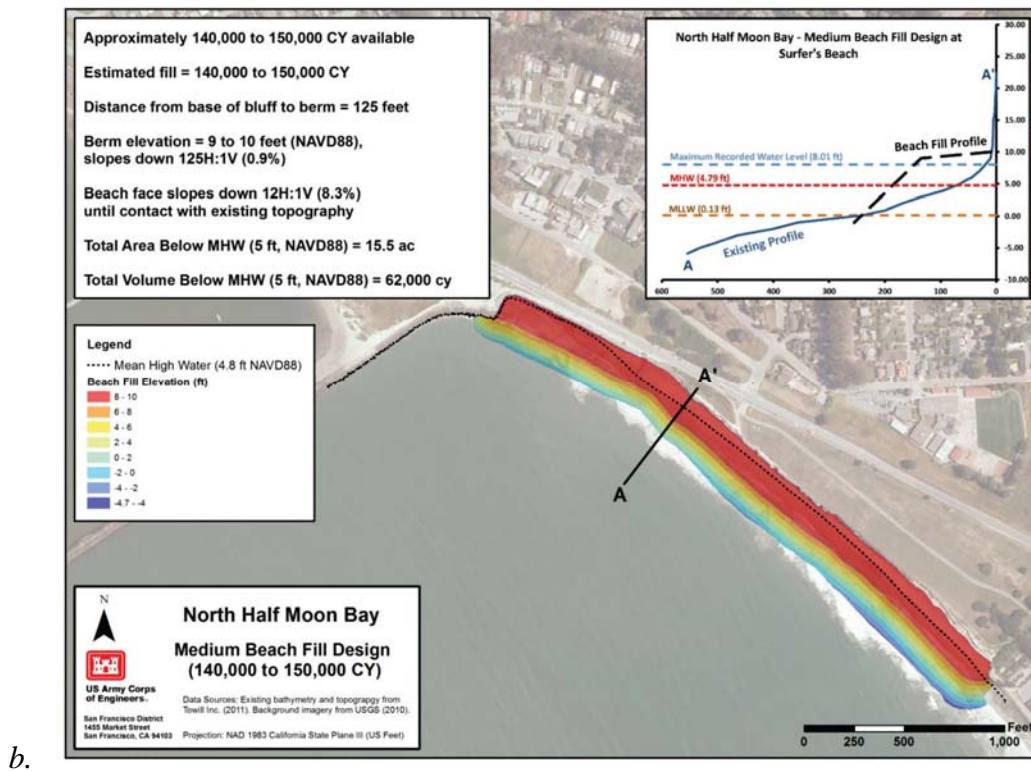 Approximately 140,000 to 150,000 CY available
Estimated fill = 140,000 to 150,000 CY
Distance from base of bluff to berm = 125 feet
Berm elevation = 9 to 10 feet (NAVD88),
slopes down 125H:1V (0.9%)
Beach face slopes down 12H:1V (8.3%)
until contact with existing topography
Total Area Below MHW (5 ft, NAVD88) = 15.5 ac
Total Volume Below MHW (5 ft, NAVD88) = 62,000 cy
North Half Moon Bay - Medium Beach Fill Design at
Surfer's Beach
30.00
25.00
20.00
15.00
10.00
5.00
0.00
-5.00
-10.00
A'
Beach Fill Profile
Maximum Recorded Water Level (8.01 ft)
MHW (4.79 ft)
MLLW (0.13 ft)
Existing Profile
A
600
500
400
300
200
100
0
Legend
Mean High Water (4.8 ft NAVD88)
Beach Fill Elevation (ft)
8 - 10
6 - 8
4 - 6
2 - 4
0 - 2
-2 - 0
-4 - -2
-4.7 - -4
A'
A
N
US Army Corps
of Engineers.
San Francisco District
1455 Market Street
San Francisco, CA 94103
North Half Moon Bay
Medium Beach Fill Design
(140,000 to 150,000 CY)
Data Sources: Existing bathymetry and topograpgy from
Towill Inc. (2011). Background imagery from USGS (2010).
Projection: NAD 1983 California State Plane III (US Feet)
Feet
0 250 500 1,000
b.